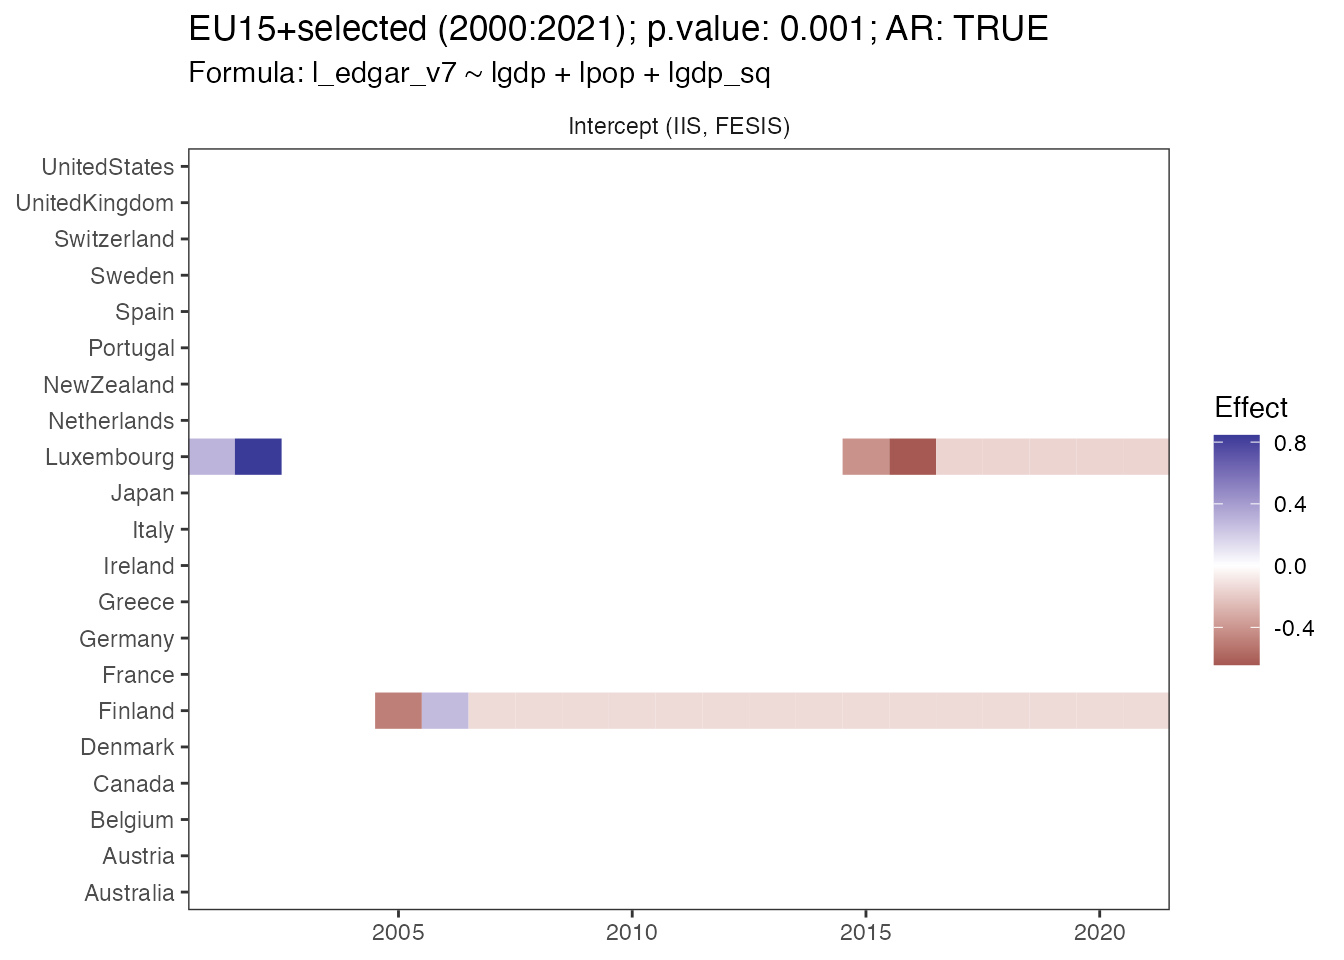 EU15+selected (2000:2021); p.value: 0.001; AR: TRUE
Formula: l_edgar_v7 ~ lgdp + lpop + lgdp_sq
Intercept (IIS, FESIS)
UnitedStates
UnitedKingdom
Switzerland
Sweden
Spain
Portugal
NewZealand
Netherlands
Luxembourg
Japan
Italy
Ireland
Greece
Germany
France
Finland
Denmark
Canada
Belgium
Austria
Australia
2005 2010 2015 2020
Effect
0.8
0.4
0.0
-0.4